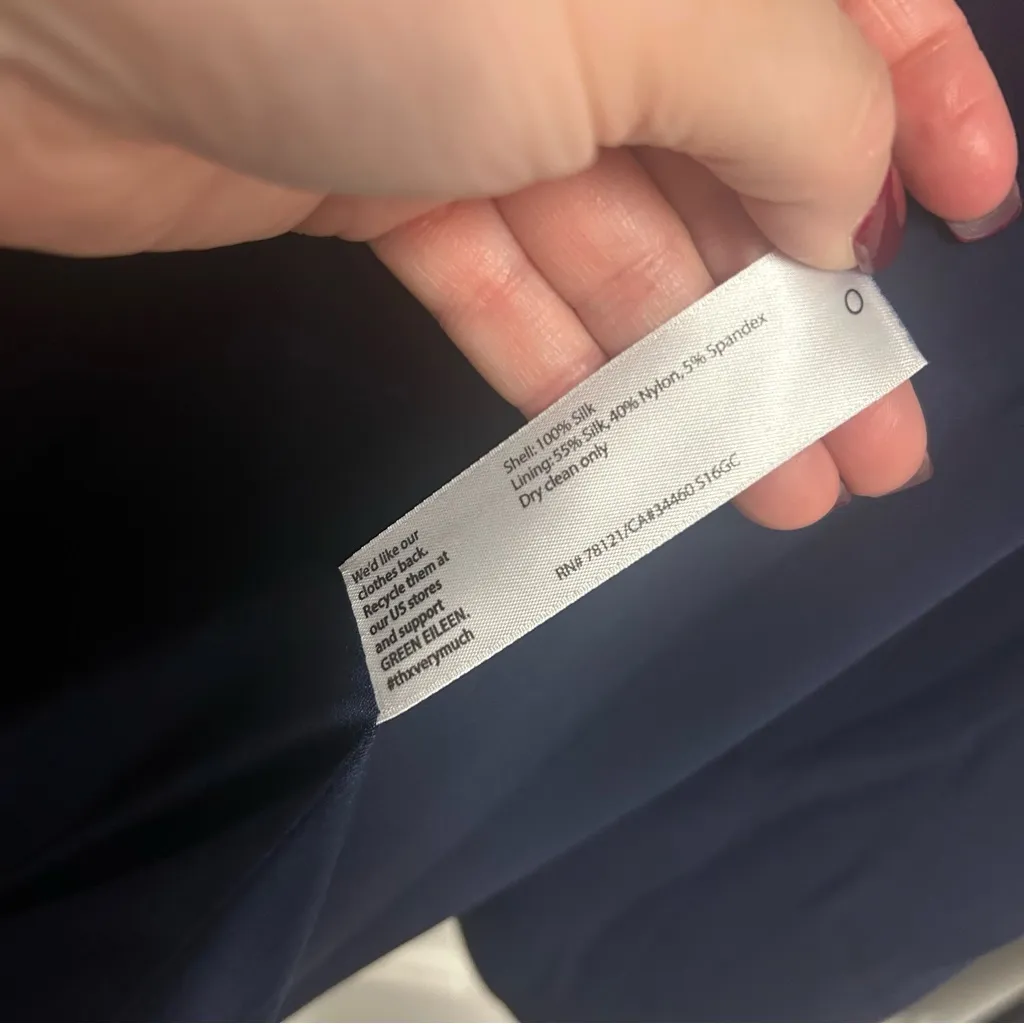 We'd like our
clothes back.
Recycle them at
our US stores
and support
GREEN EILEEN.
#thxverymuch
Shell: 100% Silk
Lining: 55% Silk, 40% Nylon, 5% Spandex
Dry clean only
RN# 78121/CA#34460 S16GC